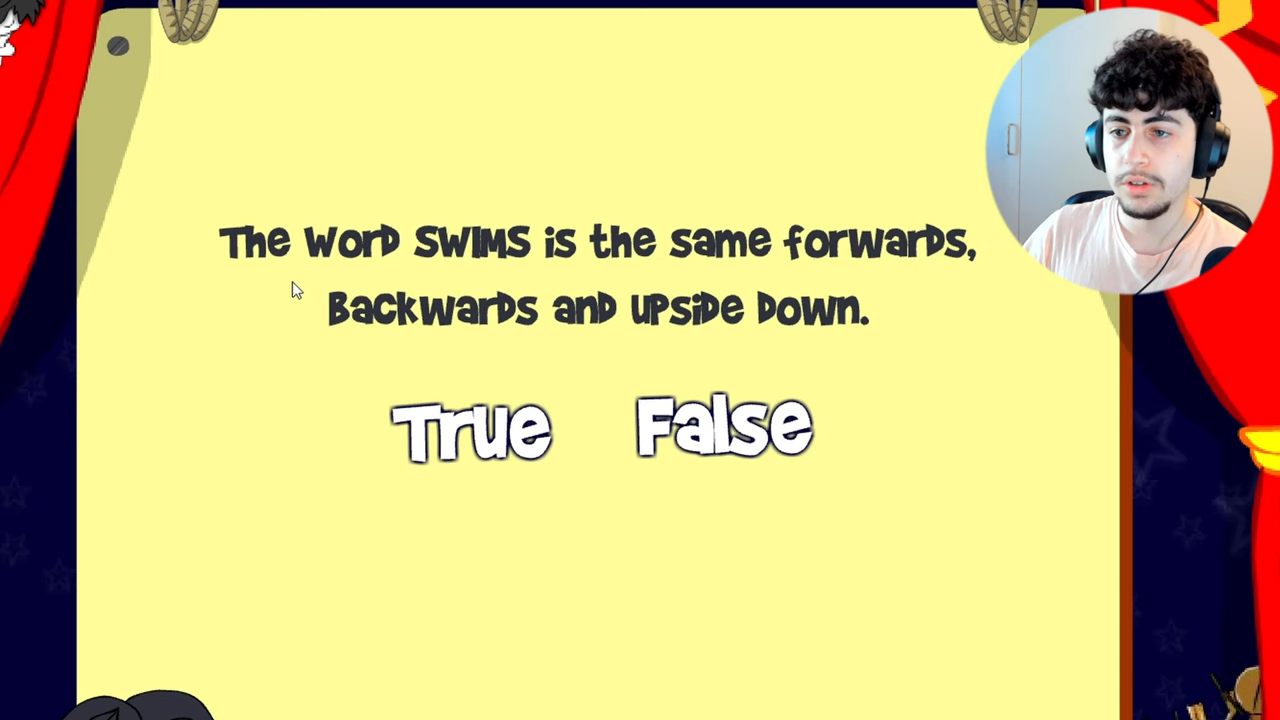 The word SWIMS is the same forwards,
Backwards and upside down.
True False